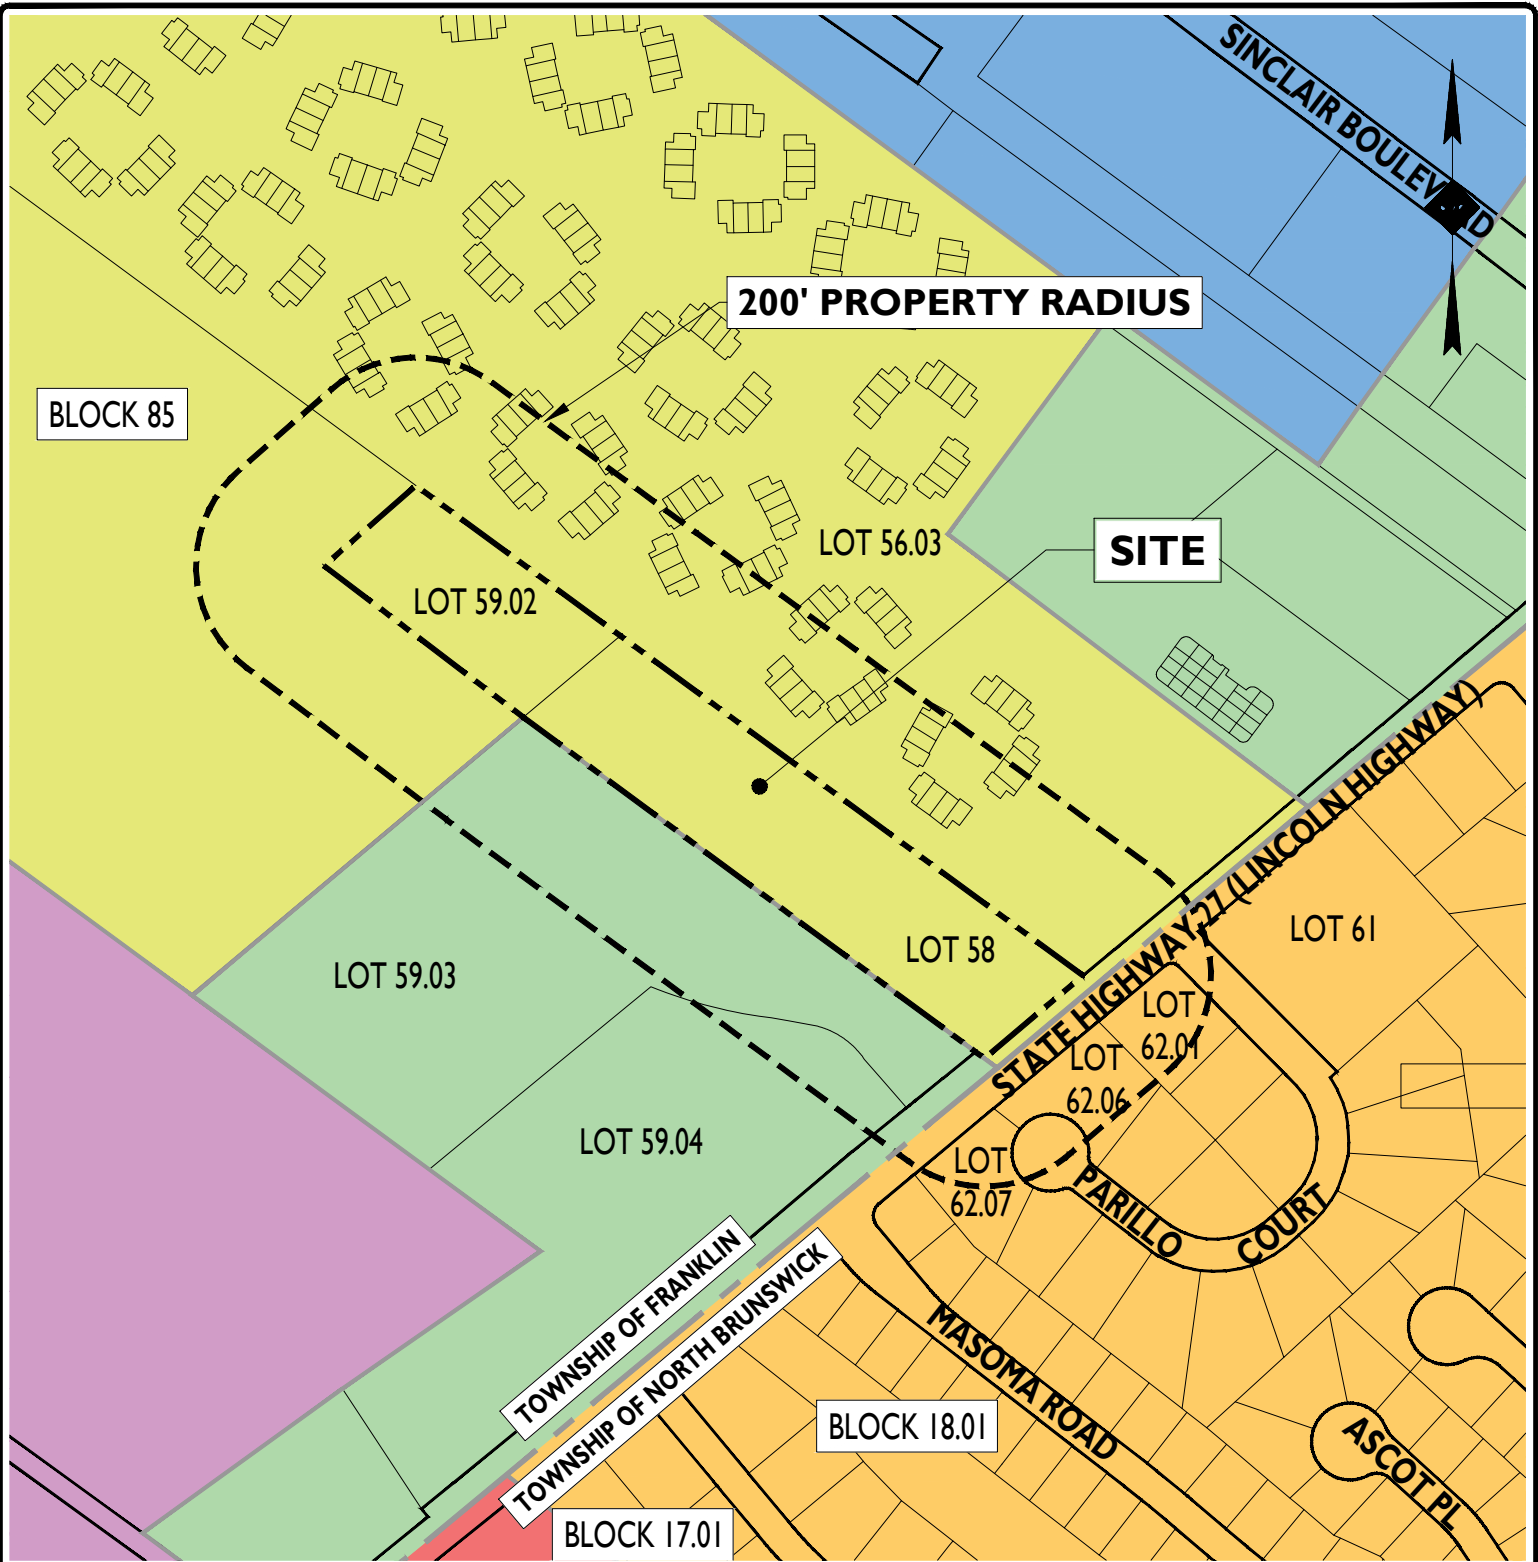 SINCLAIR BOULEVARD
200' PROPERTY RADIUS
BLOCK 85
LOT 56.03
SITE
LOT 59.02
STATE HIGHWAY 27 (LINCOLN HIGHWAY)
LOT 61
LOT 58
LOT 59.03
LOT
62.01
LOT
62.06
LOT 59.04
LOT
62.07
PARILLO
COURT
TOWNSHIP OF FRANKLIN
TOWNSHIP OF NORTH BRUNSWICK
MASOMA ROAD
BLOCK 18.01
ASCOT PL
BLOCK 17.01